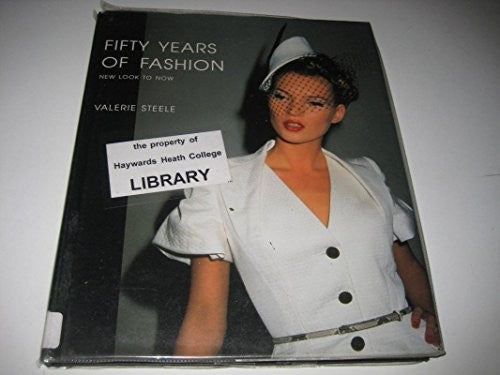 FIFTY YEARS
OF FASHION
NEW LOOK TO NOW
VALERIE STEELE
the property of
Haywards Heath College
LIBRARY